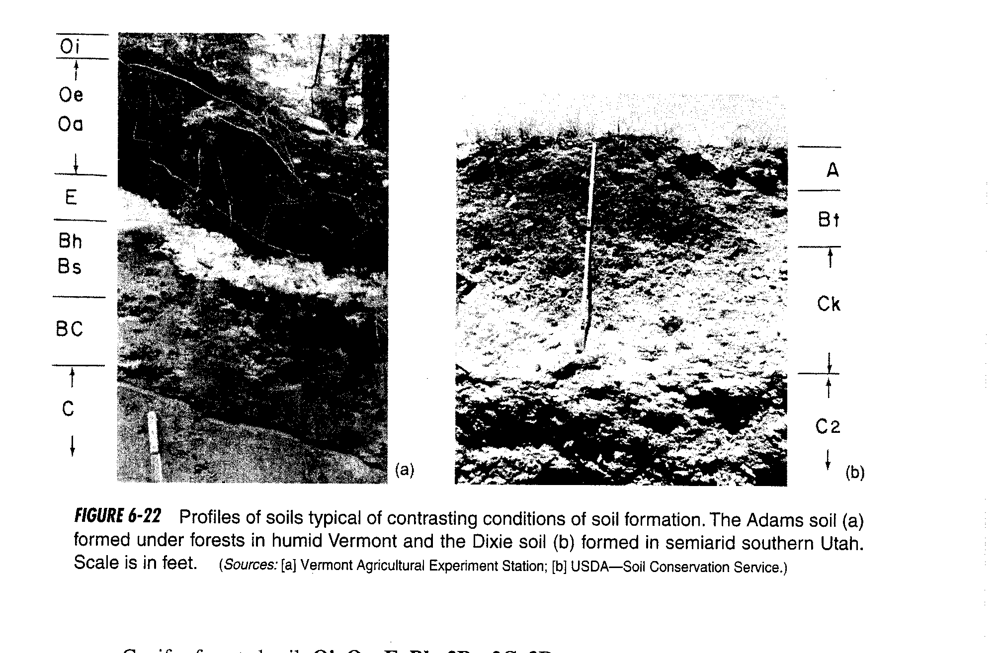 Oi
Oe
Oa
E
Bh
Bs
BC
C
(a)
A
Bt
Ck
C2
(b)
FIGURE 6-22 Profiles of soils typical of contrasting conditions of soil formation. The Adams soil (a)
formed under forests in humid Vermont and the Dixie soil (b) formed in semiarid southern Utah.
Scale is in feet. (Sources: [a] Vermont Agricultural Experiment Station; [b] USDA—Soil Conservation Service.)